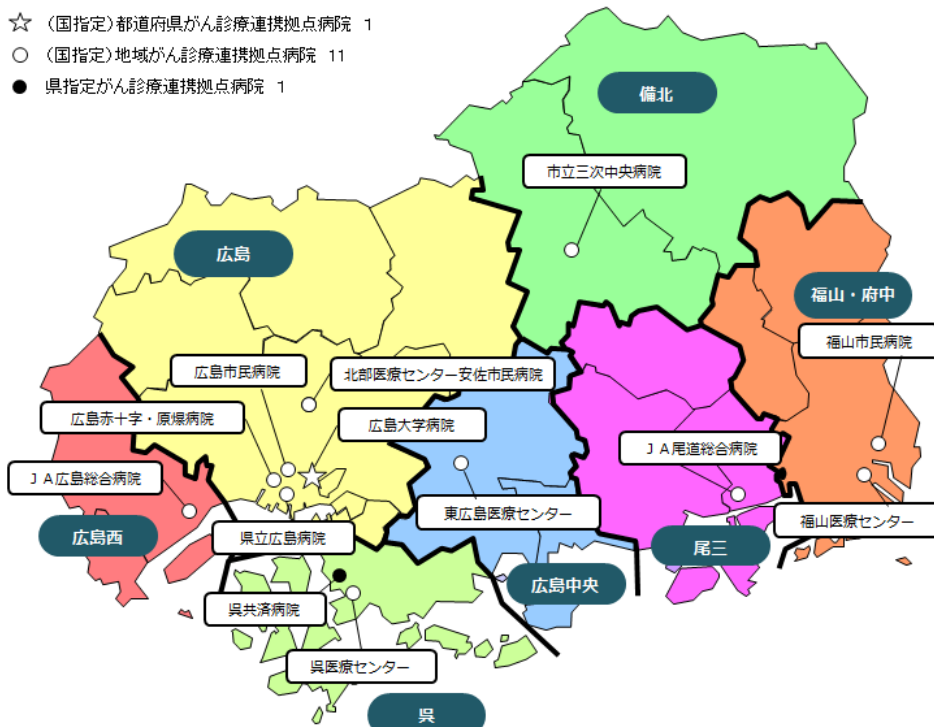 ☆ (国指定)都道府県がん診療連携拠点病院 1
○ (国指定)地域がん診療連携拠点病院 11
● 県指定がん診療連携拠点病院 1
備北
市立三次中央病院
広島
福山・府中
福山市民病院
広島市民病院
北部医療センター安佐市民病院
広島赤十字・原爆病院
広島大学病院
JA尾道総合病院
JA広島総合病院
東広島医療センター
福山医療センター
広島西
県立広島病院
尾三
広島中央
呉共済病院
呉医療センター
呉